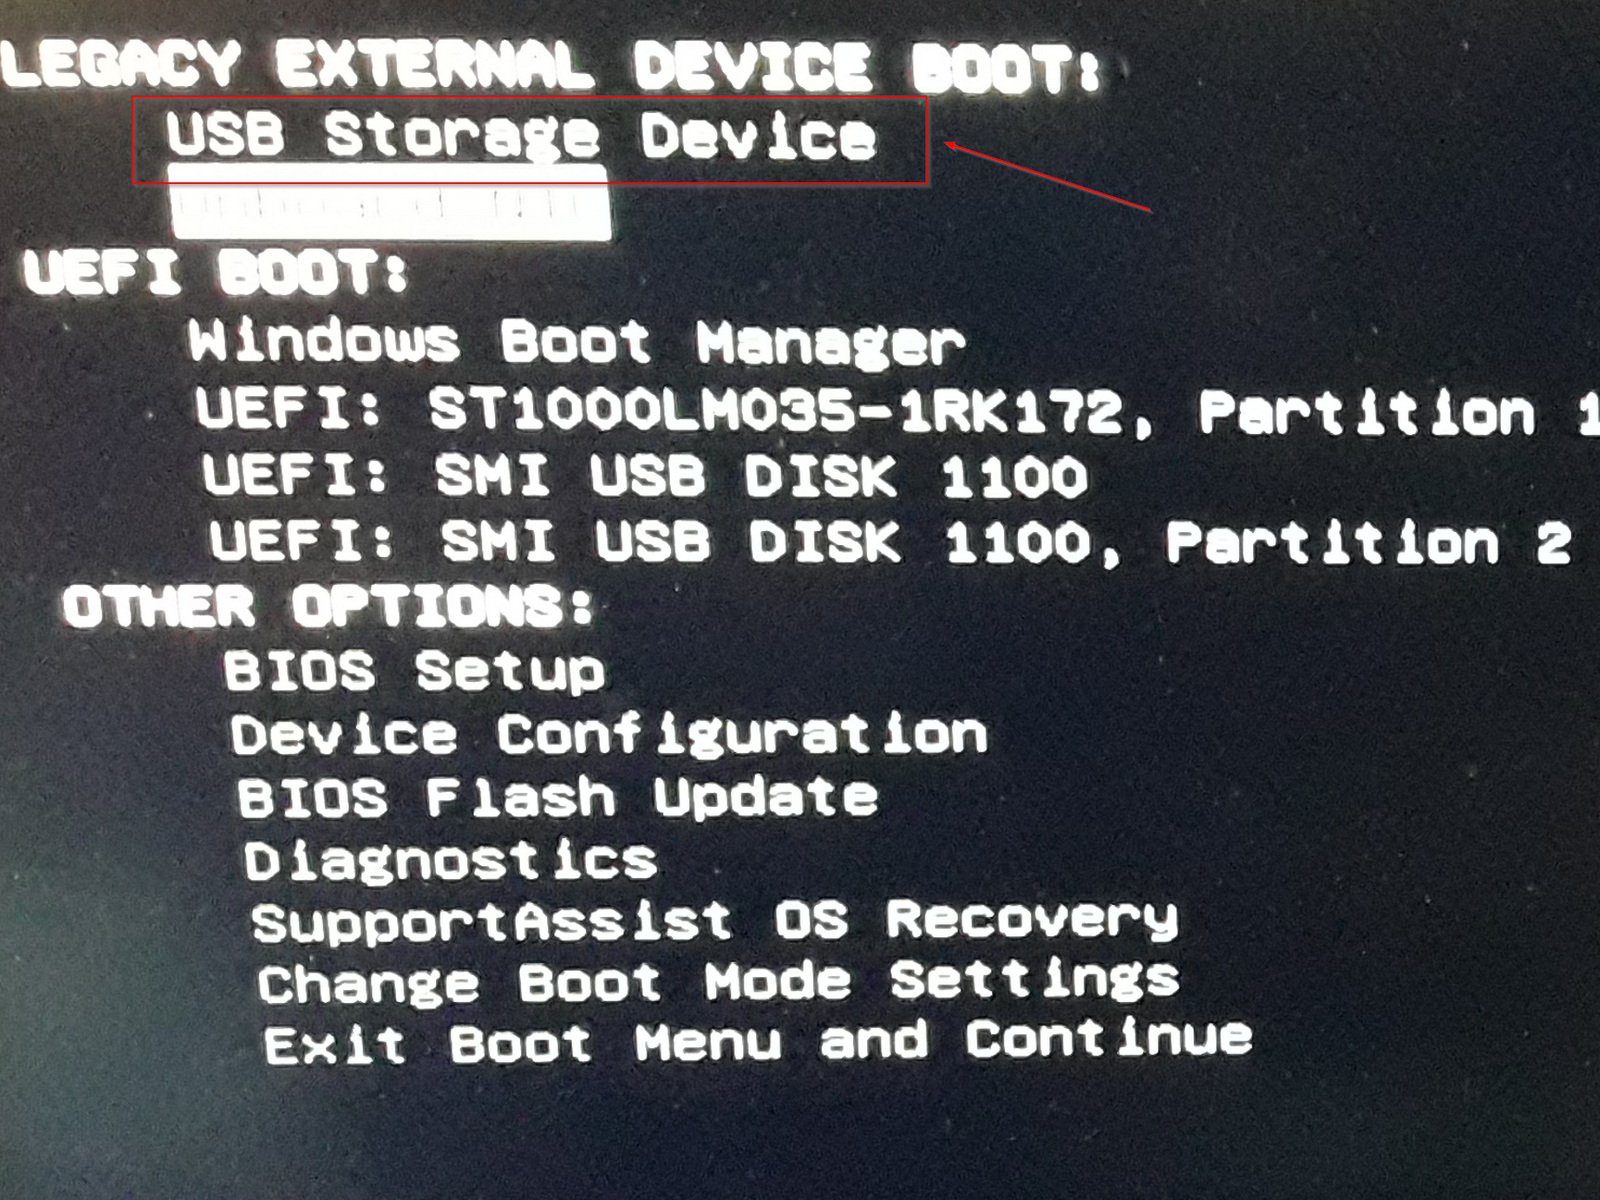 LEGACY EXTERNAL DEVICE BOOT:
USB Storage Device
UEFI BOOT:
Windows Boot Manager
UEFI: ST1000LM035-1RK172, Partition 1
UEFI: SMI USB DISK 1100
UEFI: SMI USB DISK 1100, Partition 2
OTHER OPTIONS:
BIOS Setup
Device Configuration
BIOS Flash Update
Diagnostics
SupportAssist OS Recovery
Change Boot Mode Settings
Exit Boot Menu and Continue